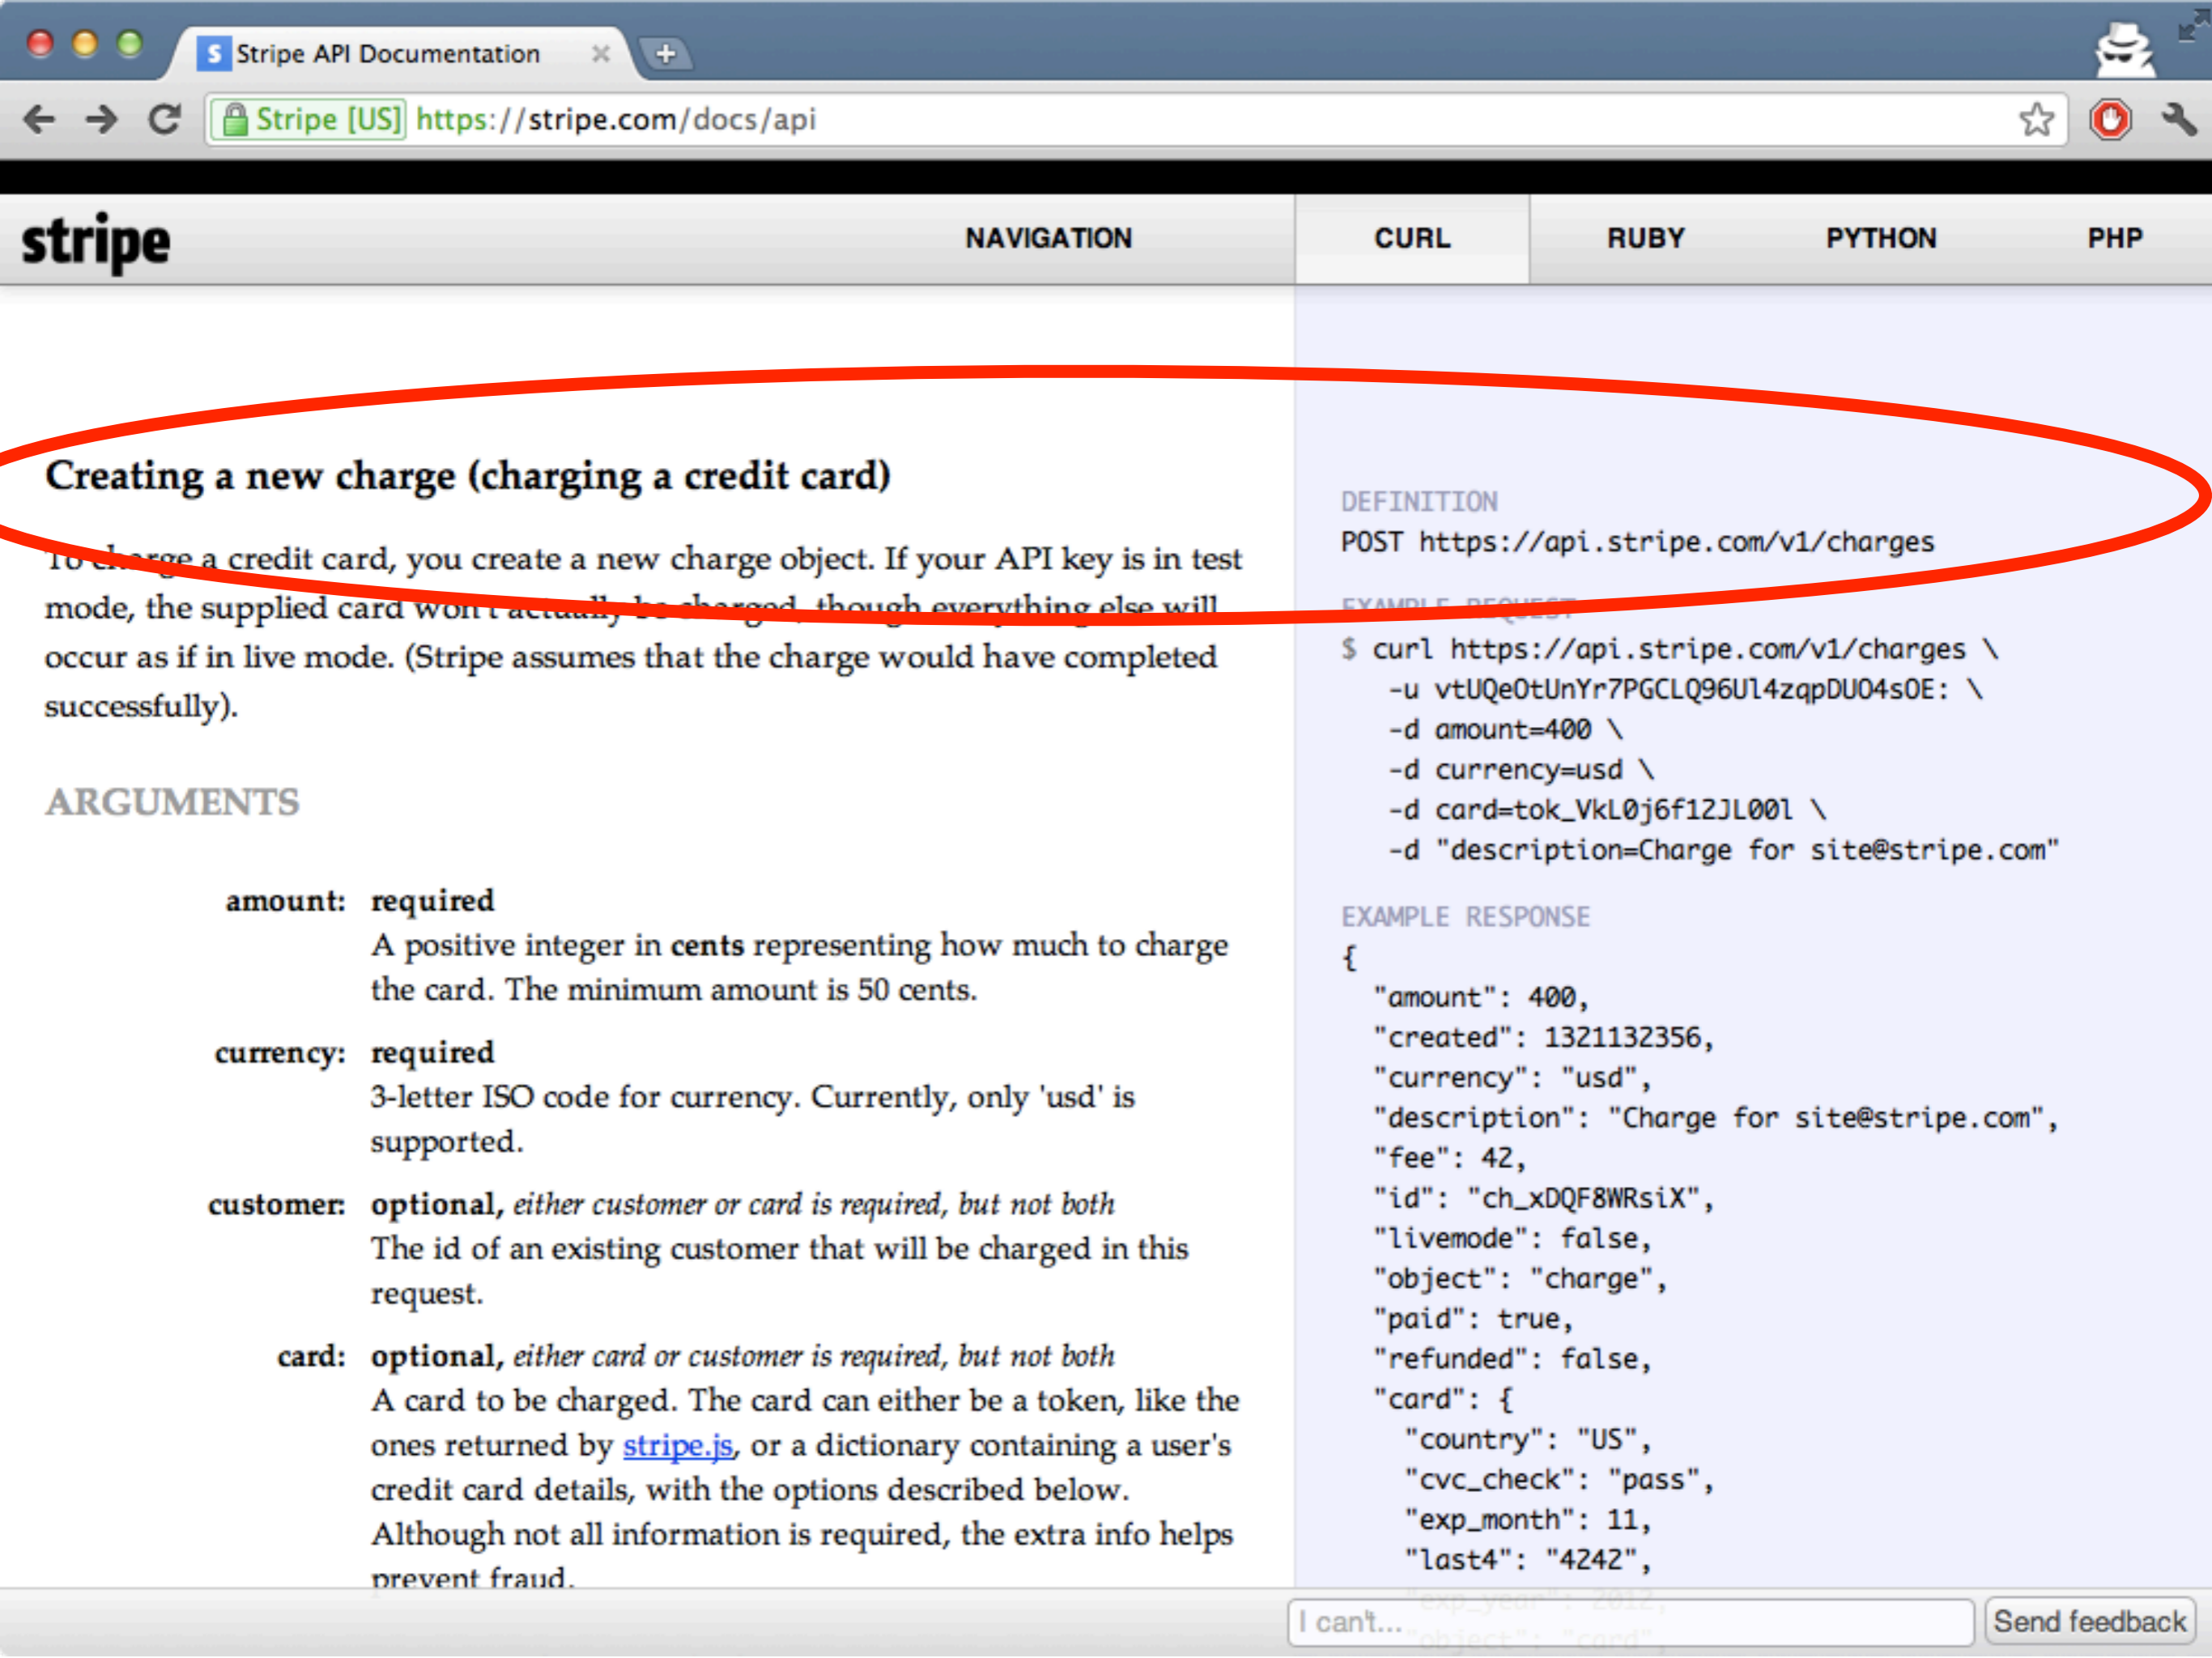 Stripe API Documentation
Stripe [US] https://stripe.com/docs/api
stripe
NAVIGATION
CURL
RUBY
PYTHON
PHP
Creating a new charge (charging a credit card)
To charge a credit card, you create a new charge object. If your API key is in test
mode, the supplied card won't actually be charged, though everything else will
occur as if in live mode. (Stripe assumes that the charge would have completed
successfully).
ARGUMENTS
amount: required
A positive integer in cents representing how much to charge
the card. The minimum amount is 50 cents.
currency: required
3-letter ISO code for currency. Currently, only 'usd' is
supported.
customer: optional, either customer or card is required, but not both
The id of an existing customer that will be charged in this
request.
card: optional, either card or customer is required, but not both
A card to be charged. The card can either be a token, like the
ones returned by stripe.js, or a dictionary containing a user's
credit card details, with the options described below.
Although not all information is required, the extra info helps
prevent fraud.
DEFINITION
POST https://api.stripe.com/v1/charges
EXAMPLE REQUEST
$ curl https://api.stripe.com/v1/charges \
-u vtUQeOtUnYr7PGCLQ96Ul4zqpDUO4sOE: \
-d amount=400 \
-d currency=usd \
-d card=tok_VkL0j6f12JL00l \
-d "description=Charge for site@stripe.com"
EXAMPLE RESPONSE
{
"amount": 400,
"created": 1321132356,
"currency": "usd",
"description": "Charge for site@stripe.com",
"fee": 42,
"id": "ch_xDQF8WRsiX",
"livemode": false,
"object": "charge",
"paid": true,
"refunded": false,
"card": {
"country": "US",
"cvc_check": "pass",
"exp_month": 11,
"last4": "4242",
"exp_year": 2012,
"object": "card",
I can't...
Send feedback